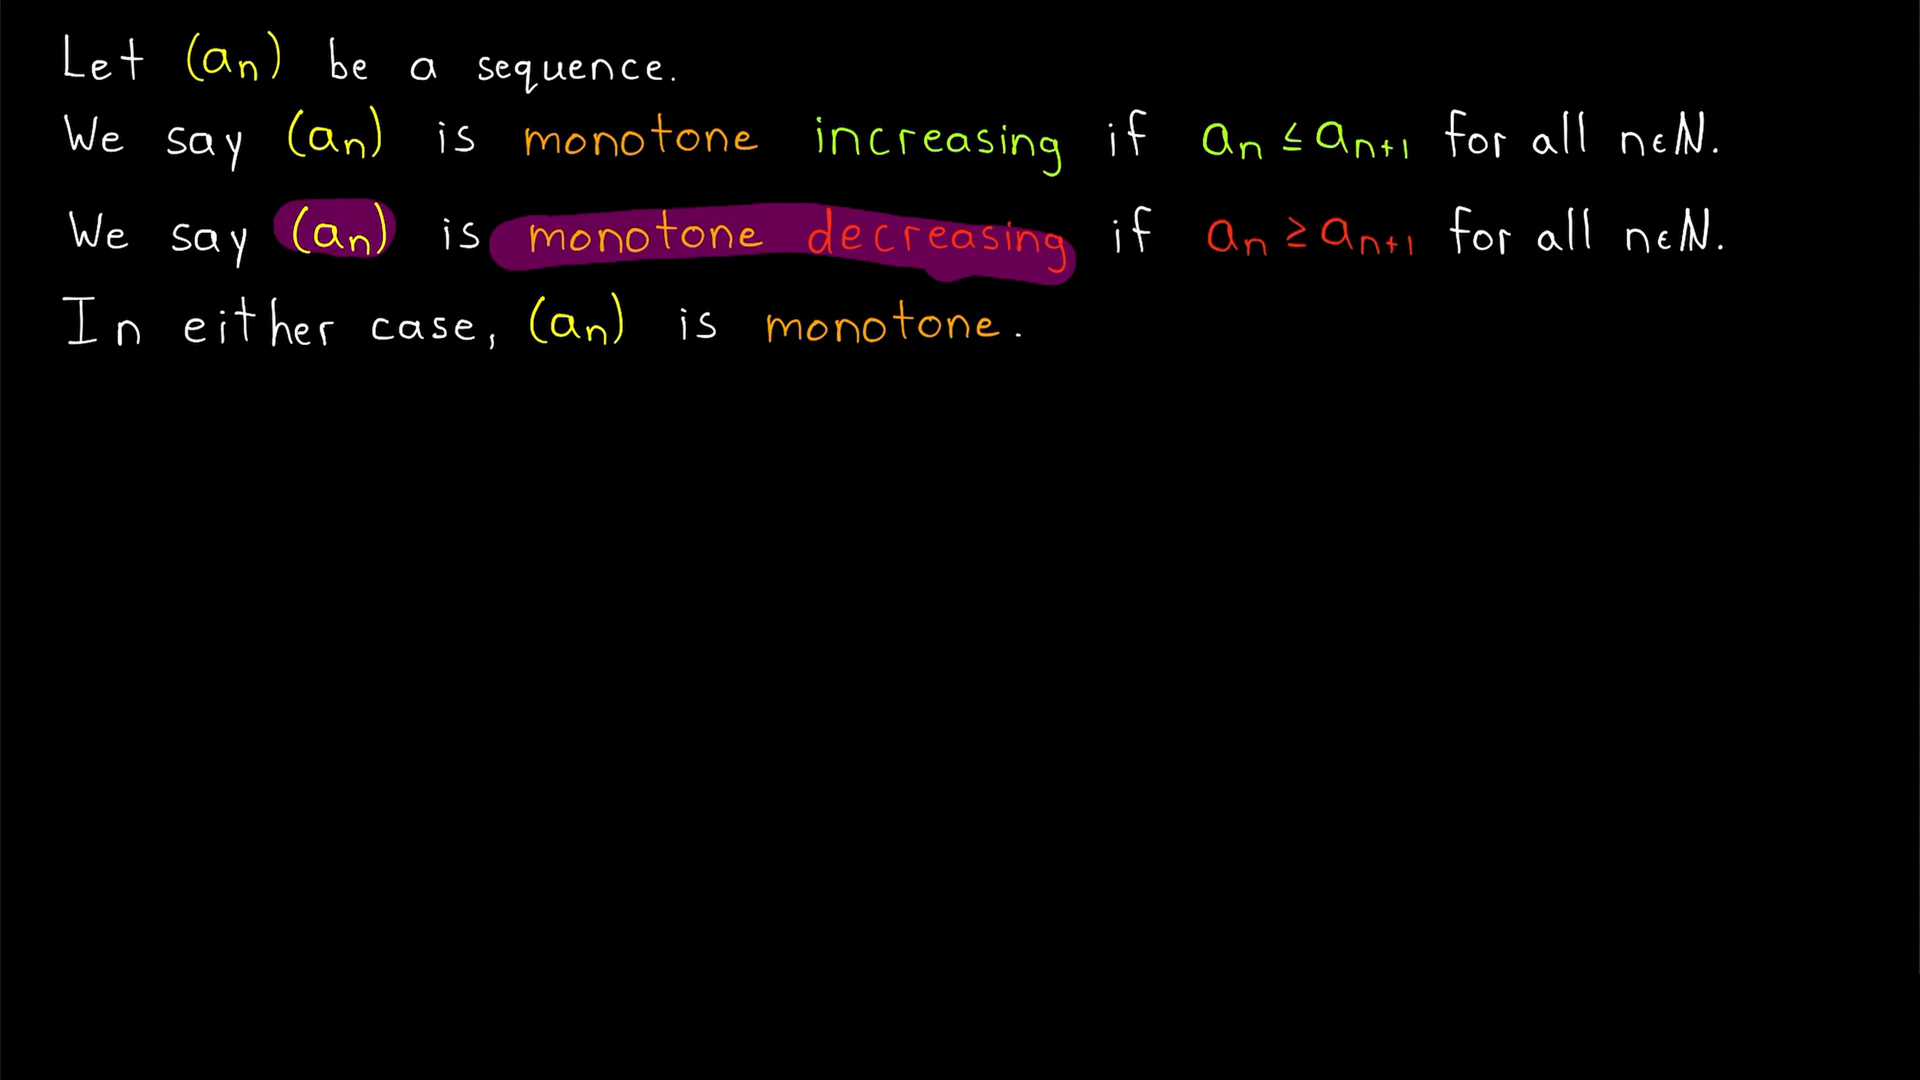 Let (aₙ) be a sequence.
We say (aₙ) is monotone increasing if aₙ ≤ aₙ₊₁ for all n∈ℕ.
We say (aₙ) is monotone decreasing if aₙ ≥ aₙ₊₁ for all n∈ℕ.
In either case, (aₙ) is monotone.